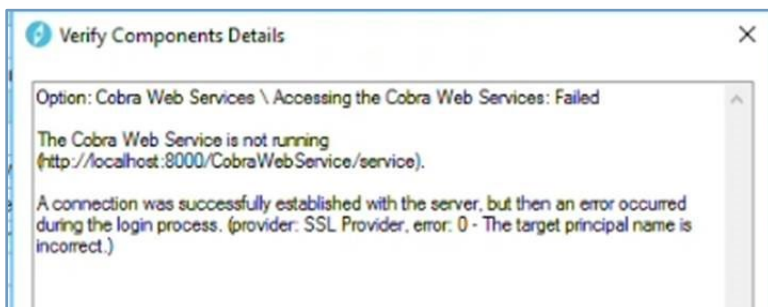 Verify Components Details
Option: Cobra Web Services \ Accessing the Cobra Web Services: Failed
The Cobra Web Service is not running
(http://localhost:8000/CobraWebService/service).
A connection was successfully established with the server, but then an error occurred
during the login process. (provider: SSL Provider, error: 0 - The target principal name is
incorrect.)